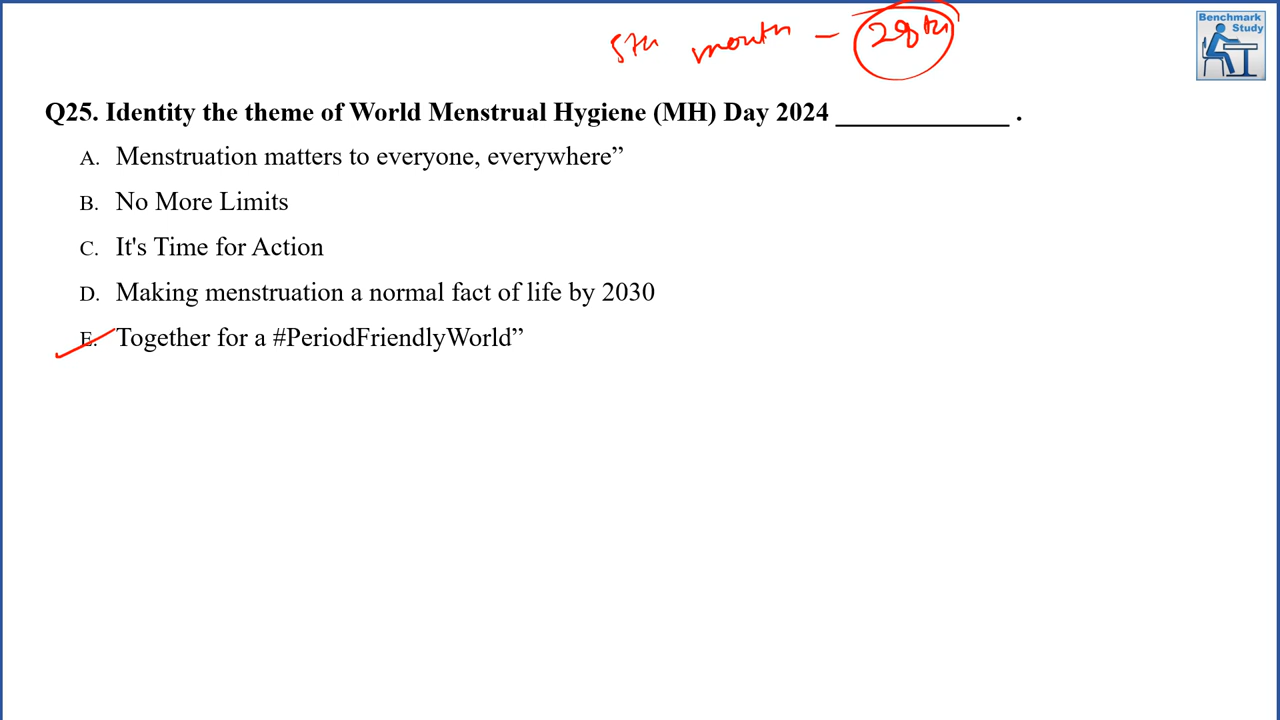 5th month - 28th
Benchmark
Study
Q25. Identity the theme of World Menstrual Hygiene (MH) Day 2024 _____________ .
A. Menstruation matters to everyone, everywhere”
B. No More Limits
C. It's Time for Action
D. Making menstruation a normal fact of life by 2030
E. Together for a #PeriodFriendlyWorld”